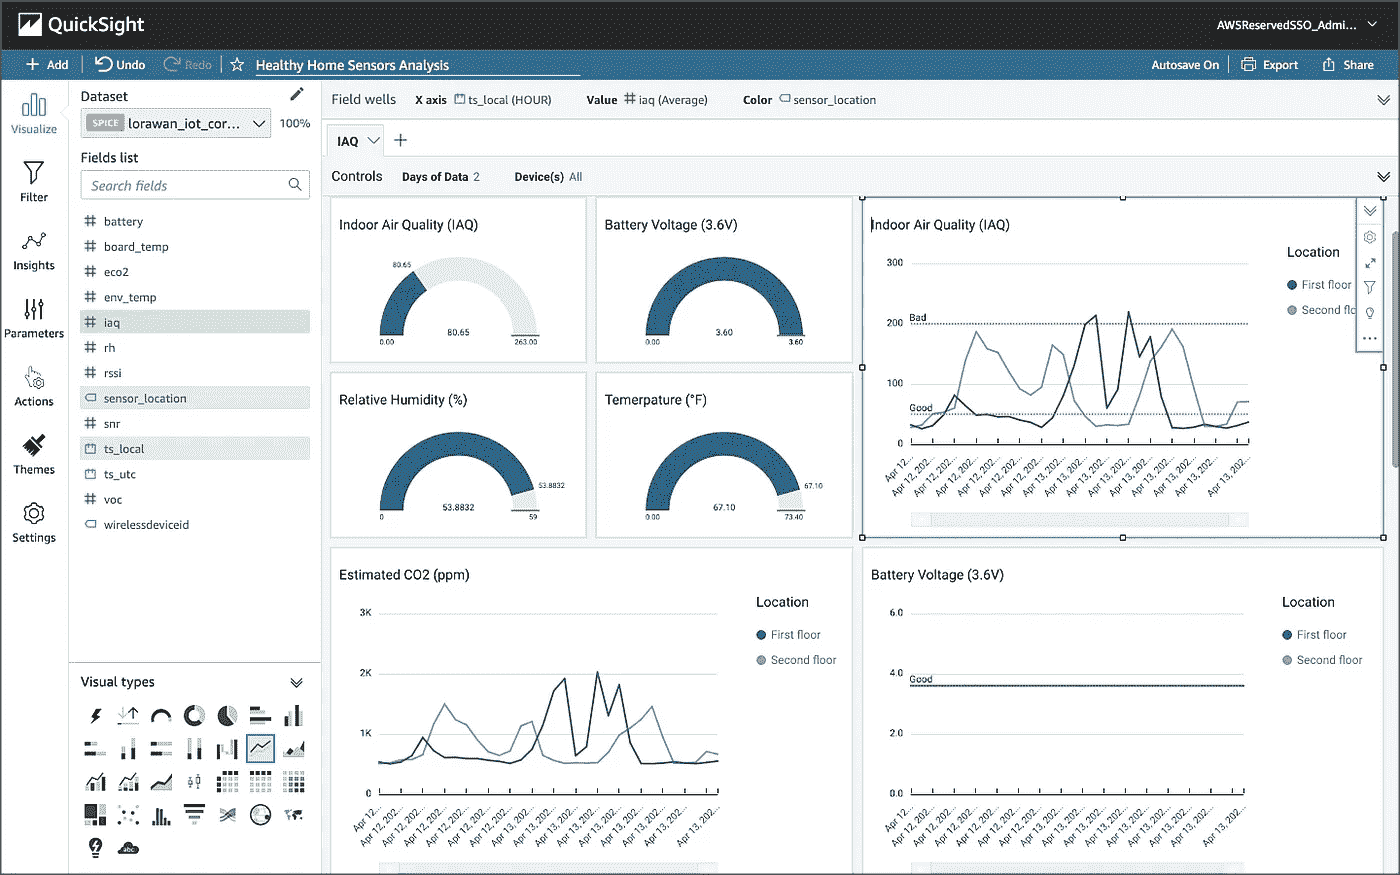 QuickSight
AWSReservedSSO_Admi...
+ Add
Undo
Redo
Healthy Home Sensors Analysis
Autosave On
Export
Share
Visualize
Filter
Insights
Parameters
Actions
Themes
Settings
Dataset
SPICE lorawan_iot_cor...
100%
Fields list
Search fields
battery
board_temp
eco2
env_temp
iaq
rh
rssi
sensor_location
snr
ts_local
ts_utc
voc
wirelessdeviceid
Visual types
abc
Field wells X axis ts_local (HOUR) Value iaq (Average) Color sensor_location
IAQ +
Controls Days of Data 2 Device(s) All
Indoor Air Quality (IAQ)
80.65
80.65
0.00
263.00
Battery Voltage (3.6V)
3.60
0.00
3.60
Relative Humidity (%)
53.8832
53.8832
0
59
Temerpature (°F)
67.10
67.10
0.00
73.40
Indoor Air Quality (IAQ)
300
200
100
0
Bad
Good
Apr 12...
Apr 12, 202...
Apr 12, 202...
Apr 12, 202...
Apr 12, 202...
Apr 12, 202...
Apr 13, 202...
Apr 13, 202...
Apr 13, 202...
Apr 13, 202...
Apr 13, 202...
Apr 13, 202...
Apr 13, 202...
Apr 13, 202...
Location
First floor
Second flo
Estimated CO2 (ppm)
3K
2K
1K
0
Apr 12...
Apr 12, 202...
Apr 12, 202...
Apr 12, 202...
Apr 12, 202...
Apr 12, 202...
Apr 13, 202...
Apr 13, 202...
Apr 13, 202...
Apr 13, 202...
Apr 13, 202...
Apr 13, 202...
Apr 13, 202...
Apr 13, 202...
Location
First floor
Second floor
Battery Voltage (3.6V)
6.0
4.0
2.0
0.0
Good
Apr 12...
Apr 12, 202...
Apr 12, 202...
Apr 12, 202...
Apr 12, 202...
Apr 12, 202...
Apr 13, 202...
Apr 13, 202...
Apr 13, 202...
Apr 13, 202...
Apr 13, 202...
Apr 13, 202...
Apr 13, 202...
Apr 13, 202...
Location
First floor
Second floor